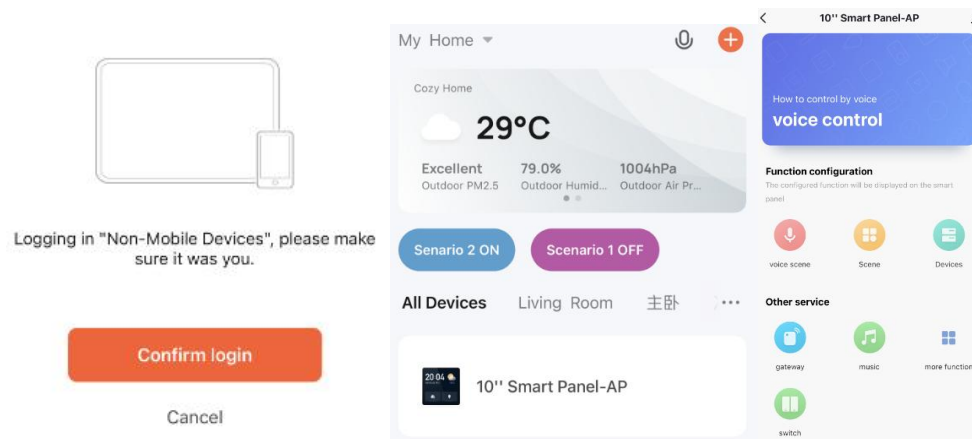 Logging in "Non-Mobile Devices", please make
sure it was you.
Confirm login
Cancel
My Home
Cozy Home
29°C
Excellent
79.0%
1004hPa
Outdoor PM2.5
Outdoor Humid...
Outdoor Air Pr...
Senario 2 ON
Scenario 1 OFF
All Devices
Living Room
主卧
20 04
10'' Smart Panel-AP
10'' Smart Panel-AP
How to control by voice
voice control
Function configuration
The configured function will be displayed on the smart
panel
voice scene
Scene
Devices
Other service
gateway
music
more function
switch